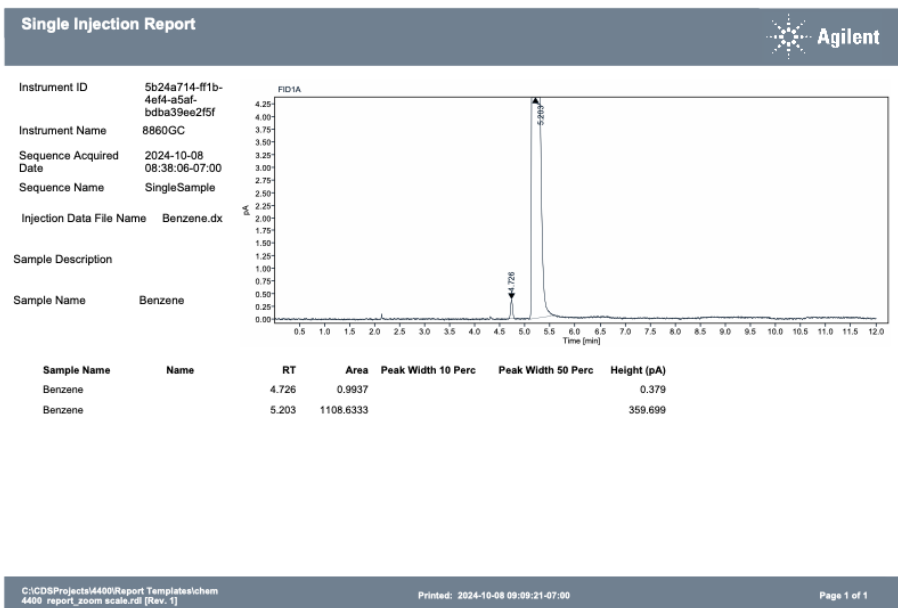 Single Injection Report
Agilent
Instrument ID 5b24a714-ff1b-
4ef4-a5af-
bdba39ee2f5f
Instrument Name 8860GC
Sequence Acquired 2024-10-08
Date 08:38:06-07:00
Sequence Name SingleSample
Injection Data File Name Benzene.dx
Sample Description
Sample Name Benzene
FID1A
4.25
4.00
3.75
3.50
3.25
3.00
2.75
2.50
2.25
2.00
1.75
1.50
1.25
1.00
0.75
0.50
0.25
0.00
pA
4.726
5.203
0.5 1.0 1.5 2.0 2.5 3.0 3.5 4.0 4.5 5.0 5.5 6.0 6.5 7.0 7.5 8.0 8.5 9.0 9.5 10.0 10.5 11.0 11.5 12.0
Time [min]
Sample Name Name RT Area Peak Width 10 Perc Peak Width 50 Perc Height (pA)
Benzene 4.726 0.9937 0.379
Benzene 5.203 1108.6333 359.699
C:\CDSProjects\4400\Report Templates\chem
4400 report_zoom scale.rdl [Rev. 1]
Printed: 2024-10-08 09:09:21-07:00
Page 1 of 1